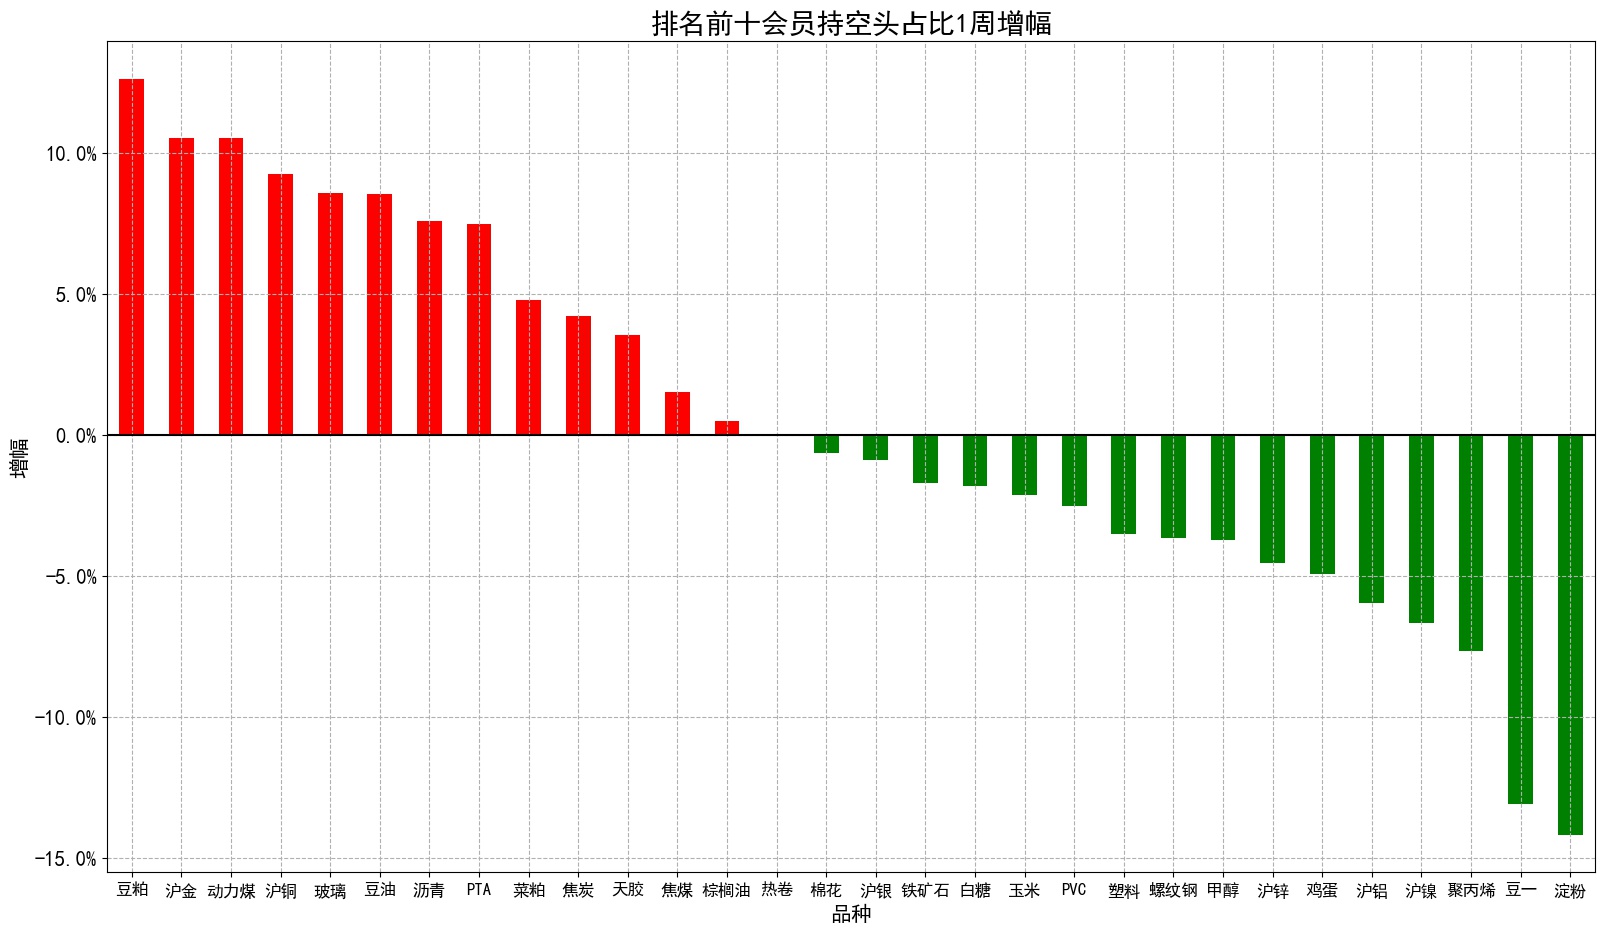 排名前十会员持空头占比1周增幅
10.0%
5.0%
0.0%
−5.0%
−10.0%
−15.0%
增幅
豆粕 沪金 动力煤 沪铜 玻璃 豆油 沥青 PTA 菜粕 焦炭 天胶 焦煤 棕榈油 热卷 棉花 沪银 铁矿石 白糖 玉米 PVC 塑料 螺纹钢 甲醇 沪锌 鸡蛋 沪铝 沪镍 聚丙烯 豆一 淀粉
品种